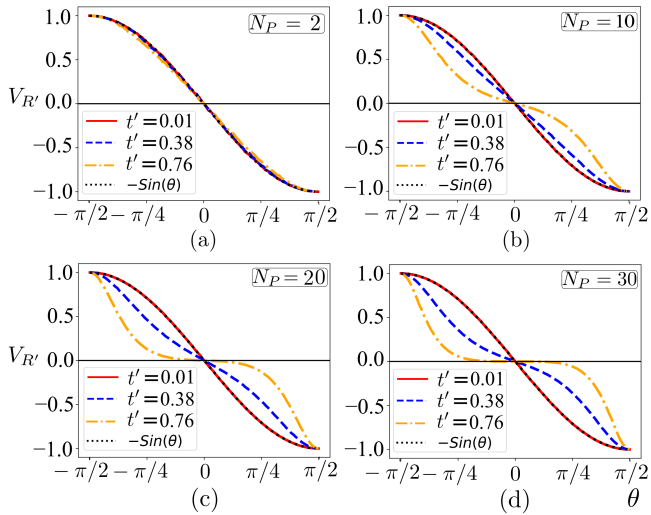 N_P = 2
1.0
0.5
V_{R'}
0.0
−0.5
−1.0
t' = 0.01
t' = 0.38
t' = 0.76
-Sin(θ)
− π/2
− π/4
0
π/4
π/2
(a)
N_P = 10
1.0
0.5
0.0
−0.5
−1.0
t' = 0.01
t' = 0.38
t' = 0.76
-Sin(θ)
− π/2
− π/4
0
π/4
π/2
(b)
N_P = 20
1.0
0.5
V_{R'}
0.0
−0.5
−1.0
t' = 0.01
t' = 0.38
t' = 0.76
-Sin(θ)
− π/2
− π/4
0
π/4
π/2
(c)
N_P = 30
1.0
0.5
0.0
−0.5
−1.0
t' = 0.01
t' = 0.38
t' = 0.76
-Sin(θ)
− π/2
− π/4
0
π/4
π/2
(d)
θ